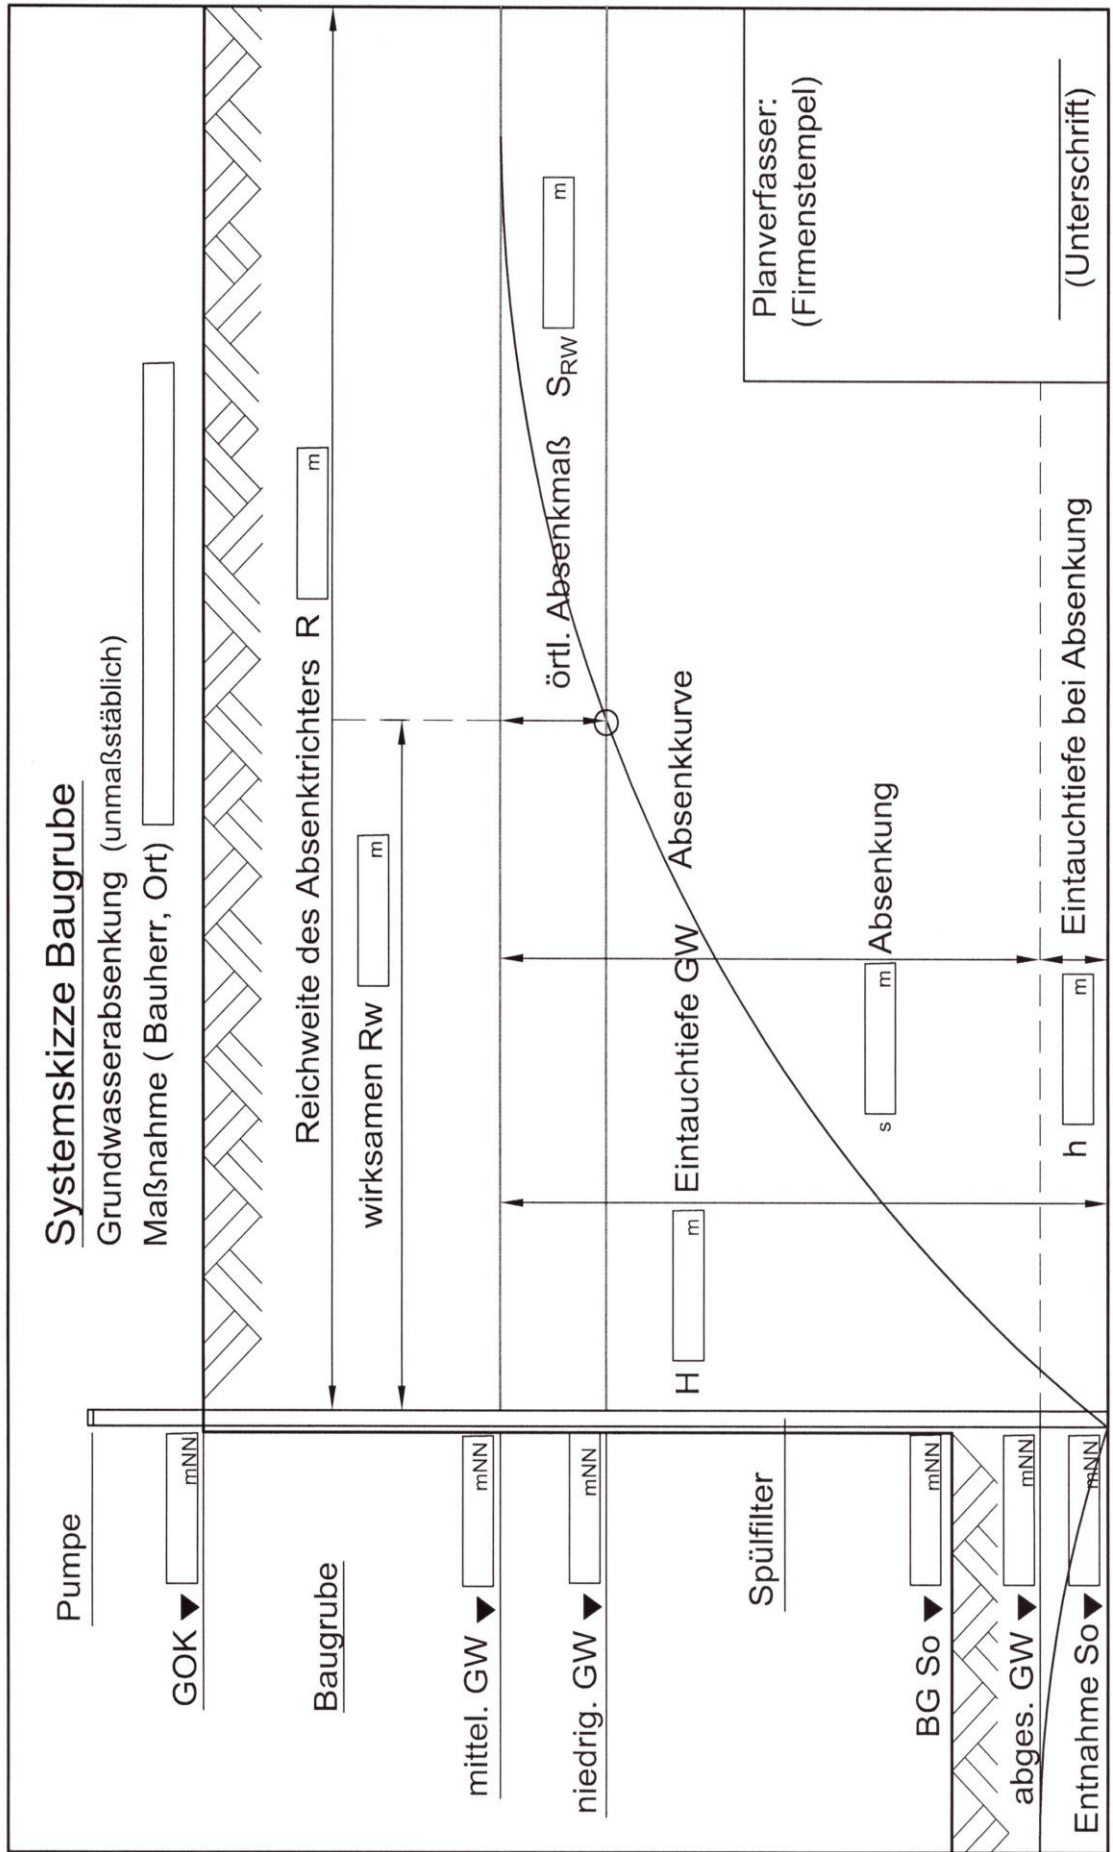 Systemskizze Baugrube
Grundwasserabsenkung (unmaßstäblich)
Maßnahme ( Bauherr, Ort)
Pumpe
GOK
mNN
Reichweite des Absenktrichters R
m
Baugrube
wirksamen Rw
m
mittel. GW
mNN
örtl. Absenkmaß S_RW
m
niedrig. GW
mNN
H
m
Eintauchtiefe GW
Absenkkurve
Spülfilter
s
m
Absenkung
BG So
mNN
abges. GW
mNN
h
m
Eintauchtiefe bei Absenkung
Entnahme So
mNN
Planverfasser:
(Firmenstempel)
(Unterschrift)